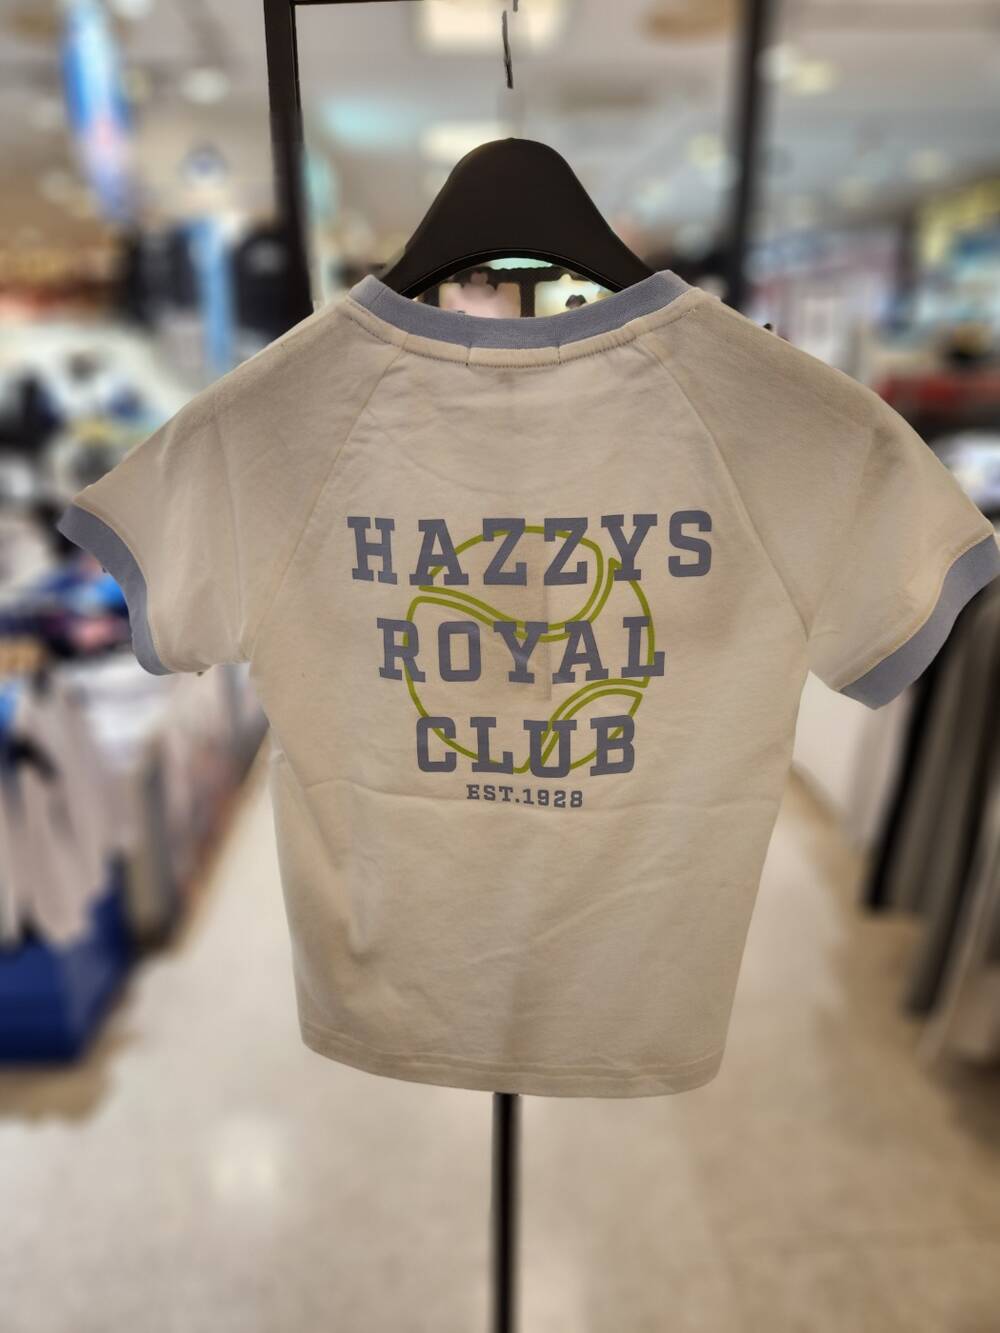 HAZZYS
ROYAL
CLUB
EST.1928